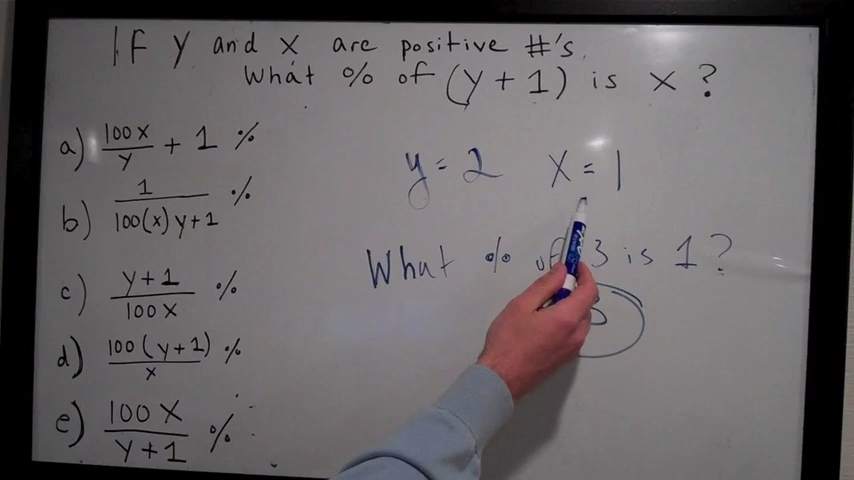 If y and x are positive #'s,
What % of (y + 1) is x ?
a) 100x/y + 1 %
b) 1/100(x)y+1 %
c) y+1/100x %
d) 100(y+1)/x %
e) 100x/y+1 %
y = 2 x = 1
What % of 3 is 1 ?